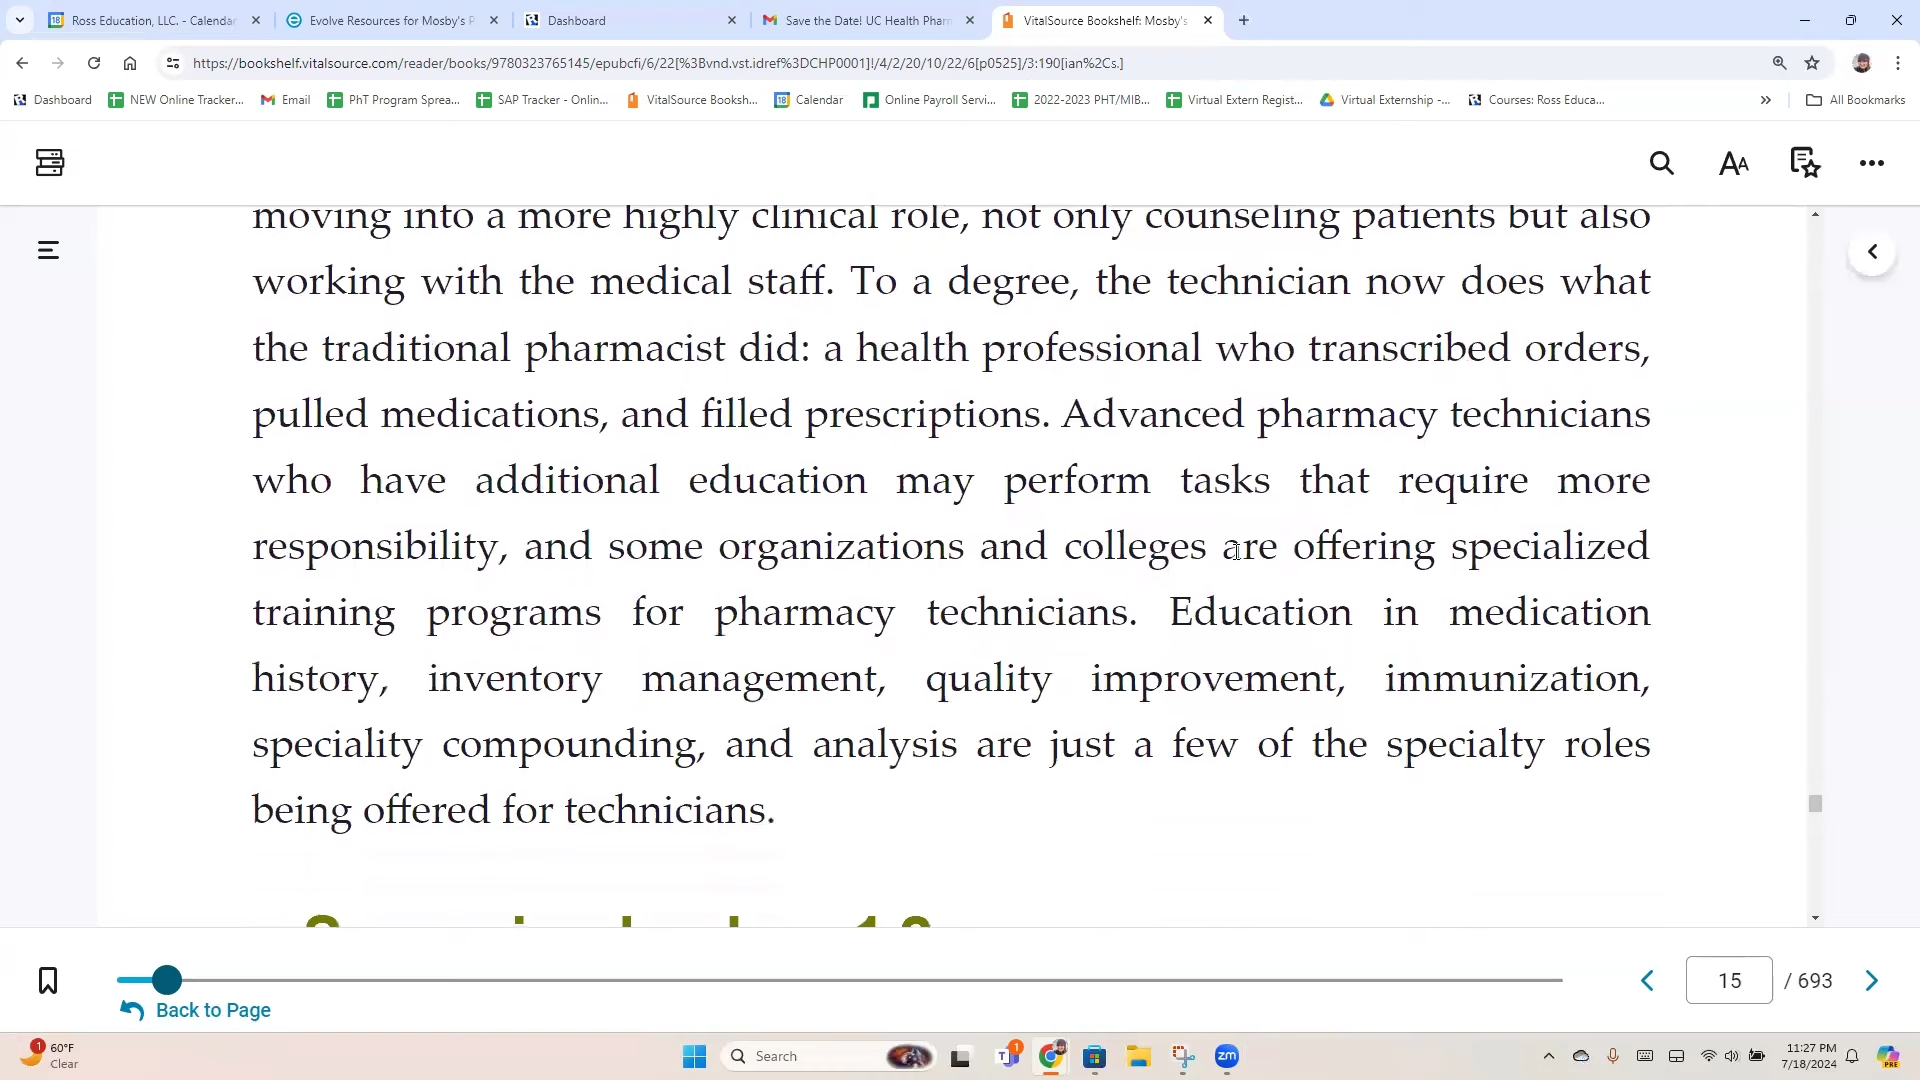 Ross Education, LLC. - Calendar
Evolve Resources for Mosby's P
Dashboard
Save the Date! UC Health Pharm
VitalSource Bookshelf: Mosby's
https://bookshelf.vitalsource.com/reader/books/9780323765145/epubcfi/6/22[%3Bvnd.vst.idref%3DCHP0001]!/4/2/20/10/22/6[p0525]/3:190[ian%2Cs.]
Dashboard
NEW Online Tracker...
Email
PhT Program Sprea...
SAP Tracker - Onlin...
VitalSource Booksh...
Calendar
Online Payroll Servi...
2022-2023 PHT/MIB...
Virtual Extern Regist...
Virtual Externship -...
Courses: Ross Educa...
All Bookmarks
moving into a more highly clinical role, not only counseling patients but also
working with the medical staff. To a degree, the technician now does what
the traditional pharmacist did: a health professional who transcribed orders,
pulled medications, and filled prescriptions. Advanced pharmacy technicians
who have additional education may perform tasks that require more
responsibility, and some organizations and colleges are offering specialized
training programs for pharmacy technicians. Education in medication
history, inventory management, quality improvement, immunization,
speciality compounding, and analysis are just a few of the specialty roles
being offered for technicians.
15 / 693
Back to Page
1
60°F
Clear
Search
1
zm
11:27 PM
7/18/2024